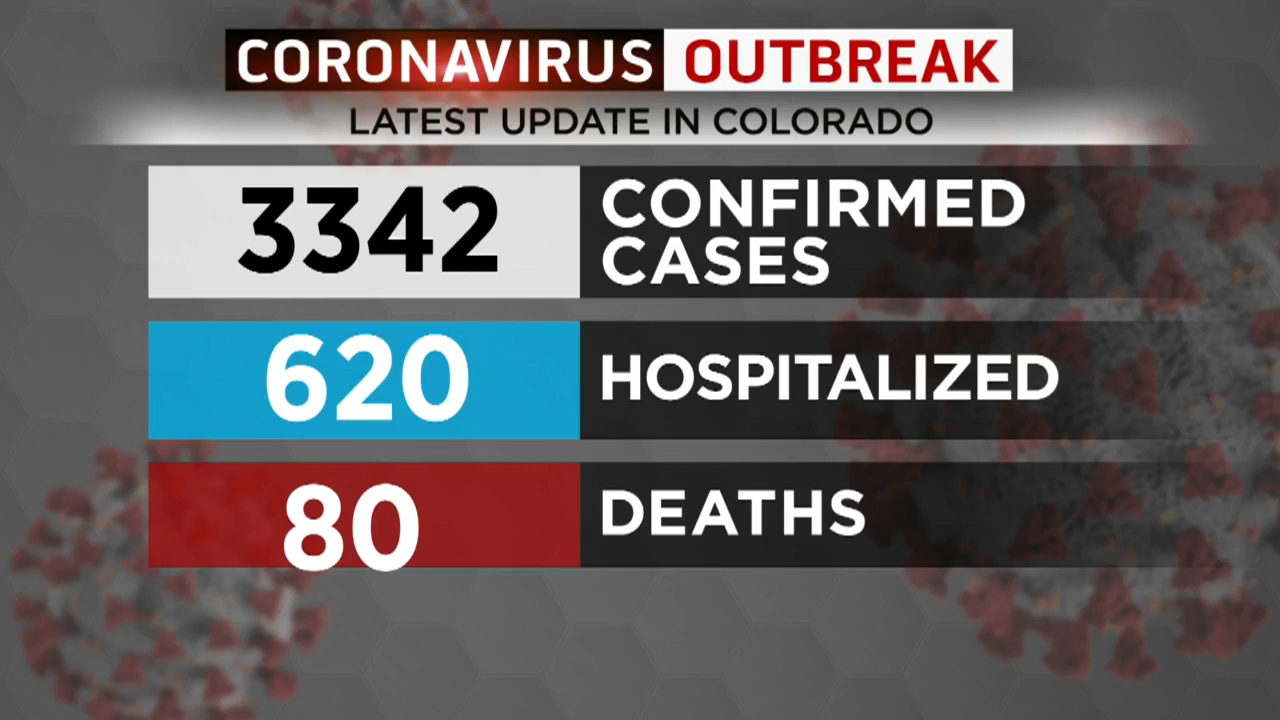 CORONAVIRUS OUTBREAK
LATEST UPDATE IN COLORADO
3342 CONFIRMED
CASES
620 HOSPITALIZED
80 DEATHS